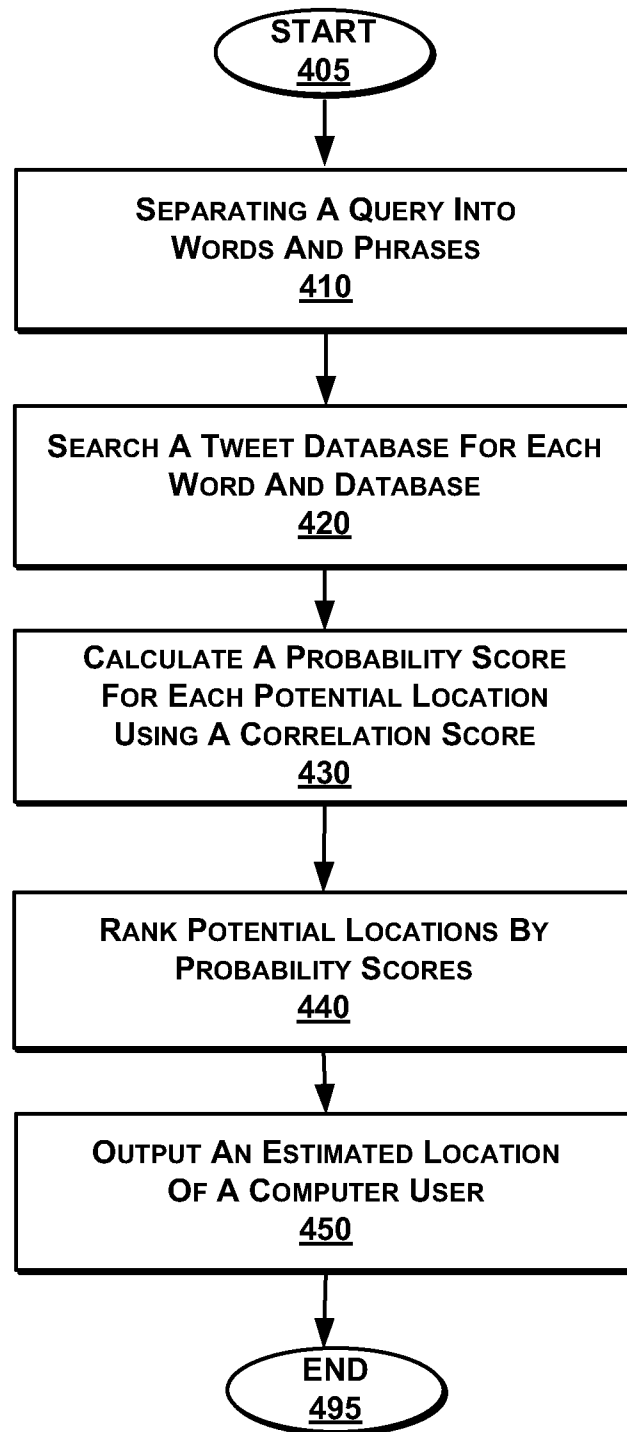 START
405
SEPARATING A QUERY INTO
WORDS AND PHRASES
410
SEARCH A TWEET DATABASE FOR EACH
WORD AND DATABASE
420
CALCULATE A PROBABILITY SCORE
FOR EACH POTENTIAL LOCATION
USING A CORRELATION SCORE
430
RANK POTENTIAL LOCATIONS BY
PROBABILITY SCORES
440
OUTPUT AN ESTIMATED LOCATION
OF A COMPUTER USER
450
END
495